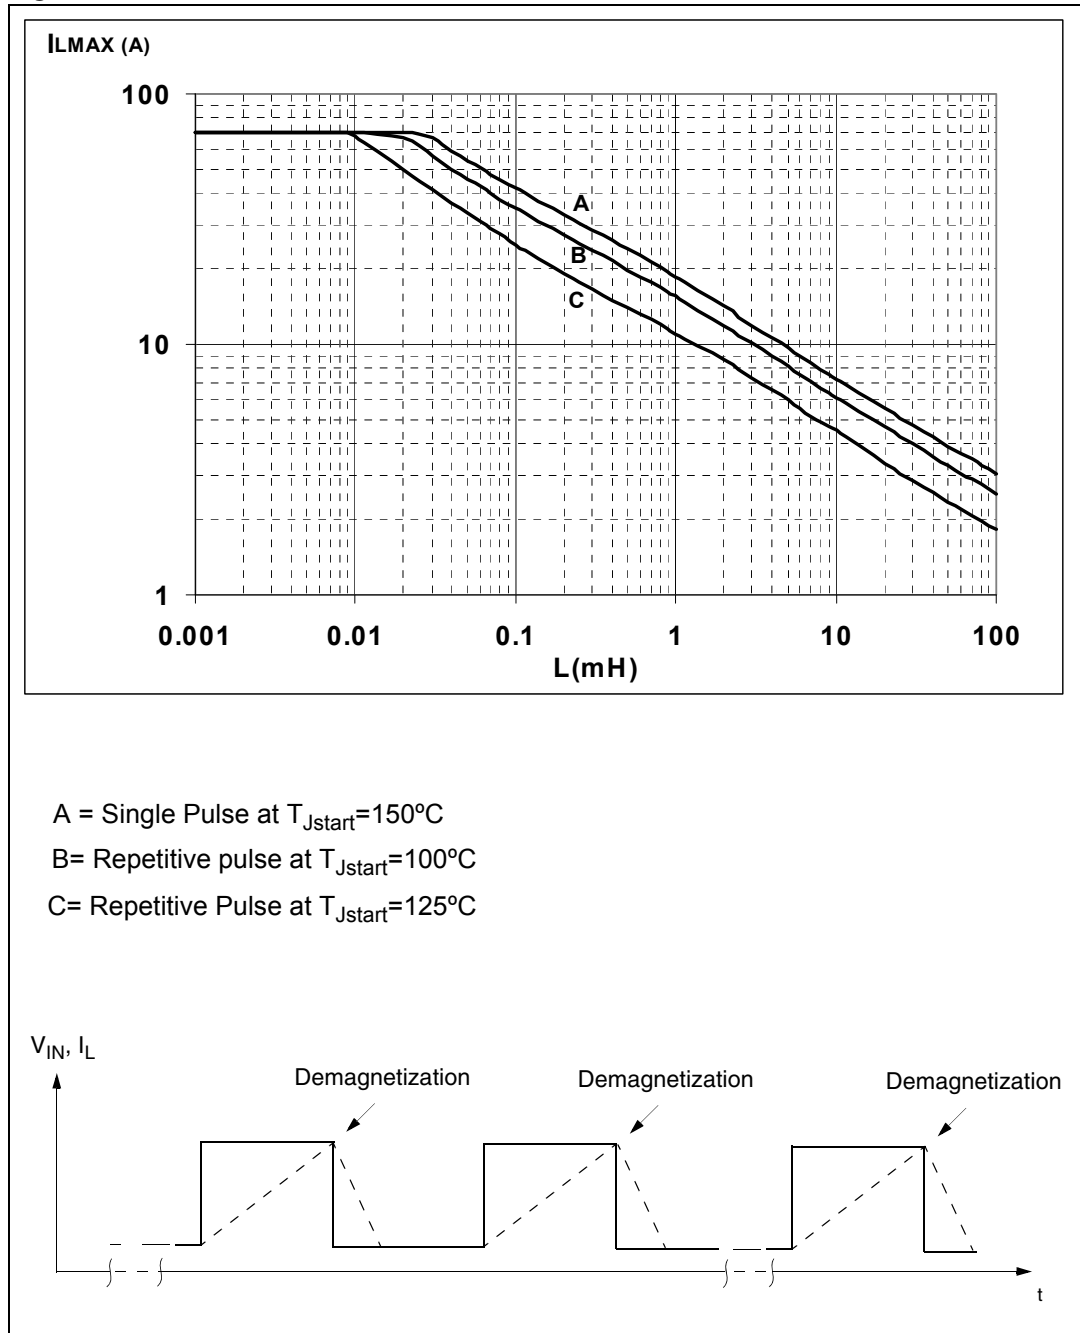 ILMAX (A)
100
10
1
A
B
C
0.001 0.01 0.1 1 10 100
L(mH)
A = Single Pulse at TJstart=150ºC
B= Repetitive pulse at TJstart=100ºC
C= Repetitive Pulse at TJstart=125ºC
VIN, IL
Demagnetization Demagnetization Demagnetization
t